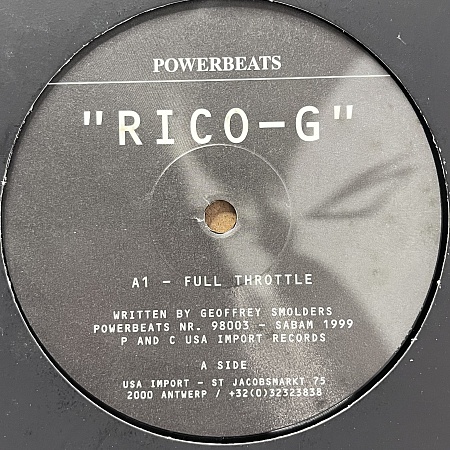 POWERBEATS
"RICO-G"
A1 - FULL THROTTLE
WRITTEN BY GEOFFREY SMOLDERS
POWERBEATS NR. 98003 - SABAM 1999
P AND C USA IMPORT RECORDS
A SIDE
USA IMPORT - ST JACOBSMARKT 75
2000 ANTWERP / +32(0)32323838